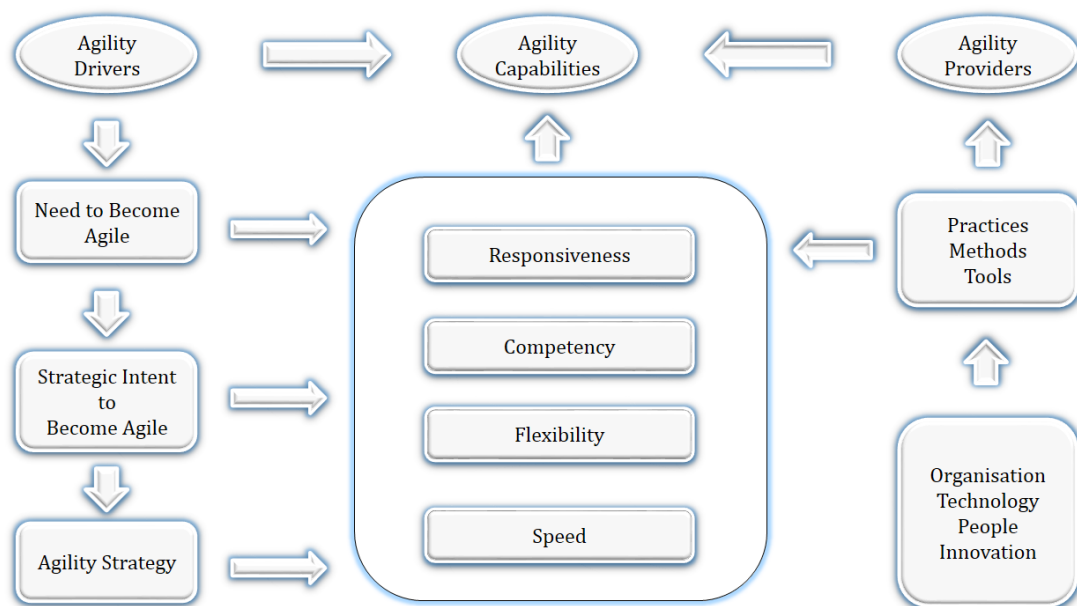 Agility
Drivers
Agility
Capabilities
Agility
Providers
Need to Become
Agile
Strategic Intent
to
Become Agile
Agility Strategy
Responsiveness
Competency
Flexibility
Speed
Practices
Methods
Tools
Organisation
Technology
People
Innovation